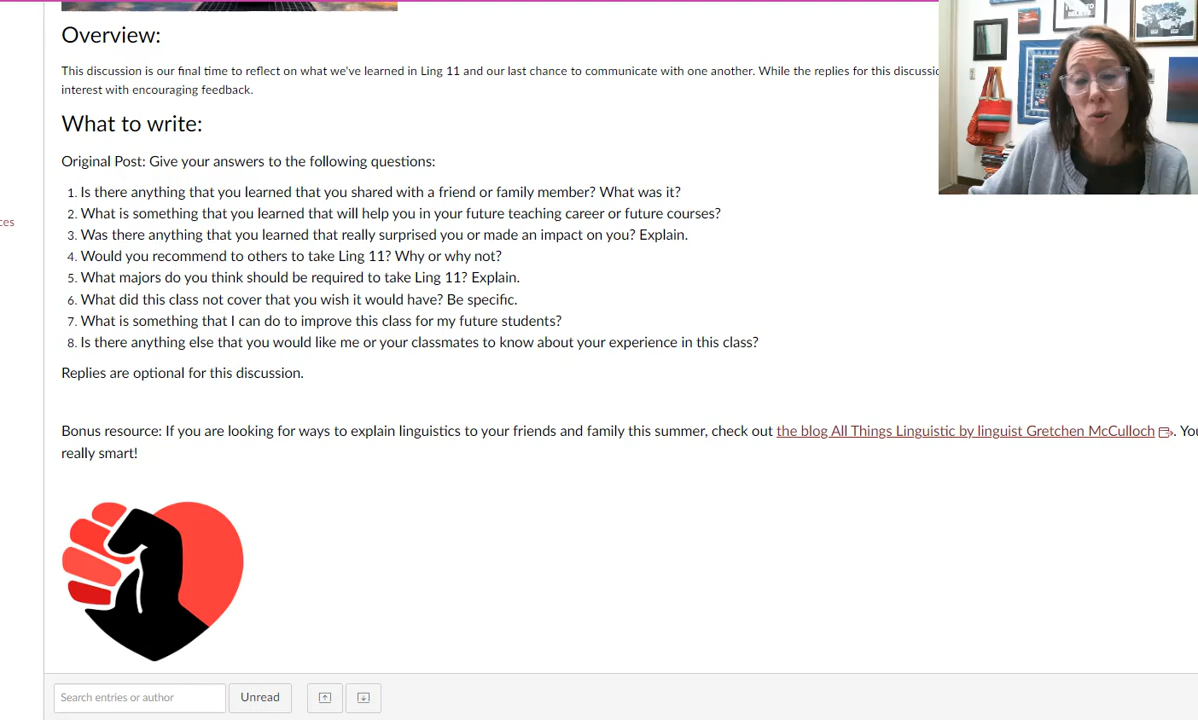 Overview:
This discussion is our final time to reflect on what we've learned in Ling 11 and our last chance to communicate with one another. While the replies for this
interest with encouraging feedback.
What to write:
Original Post: Give your answers to the following questions:
1. Is there anything that you learned that you shared with a friend or family member? What was it?
2. What is something that you learned that will help you in your future teaching career or future courses?
3. Was there anything that you learned that really surprised you or made an impact on you? Explain.
4. Would you recommend to others to take Ling 11? Why or why not?
5. What majors do you think should be required to take Ling 11? Explain.
6. What did this class not cover that you wish it would have? Be specific.
7. What is something that I can do to improve this class for my future students?
8. Is there anything else that you would like me or your classmates to know about your experience in this class?
Replies are optional for this discussion.
Bonus resource: If you are looking for ways to explain linguistics to your friends and family this summer, check out the blog All Things Linguistic by linguist Gretchen McCulloch.
really smart!
Search entries or author
Unread